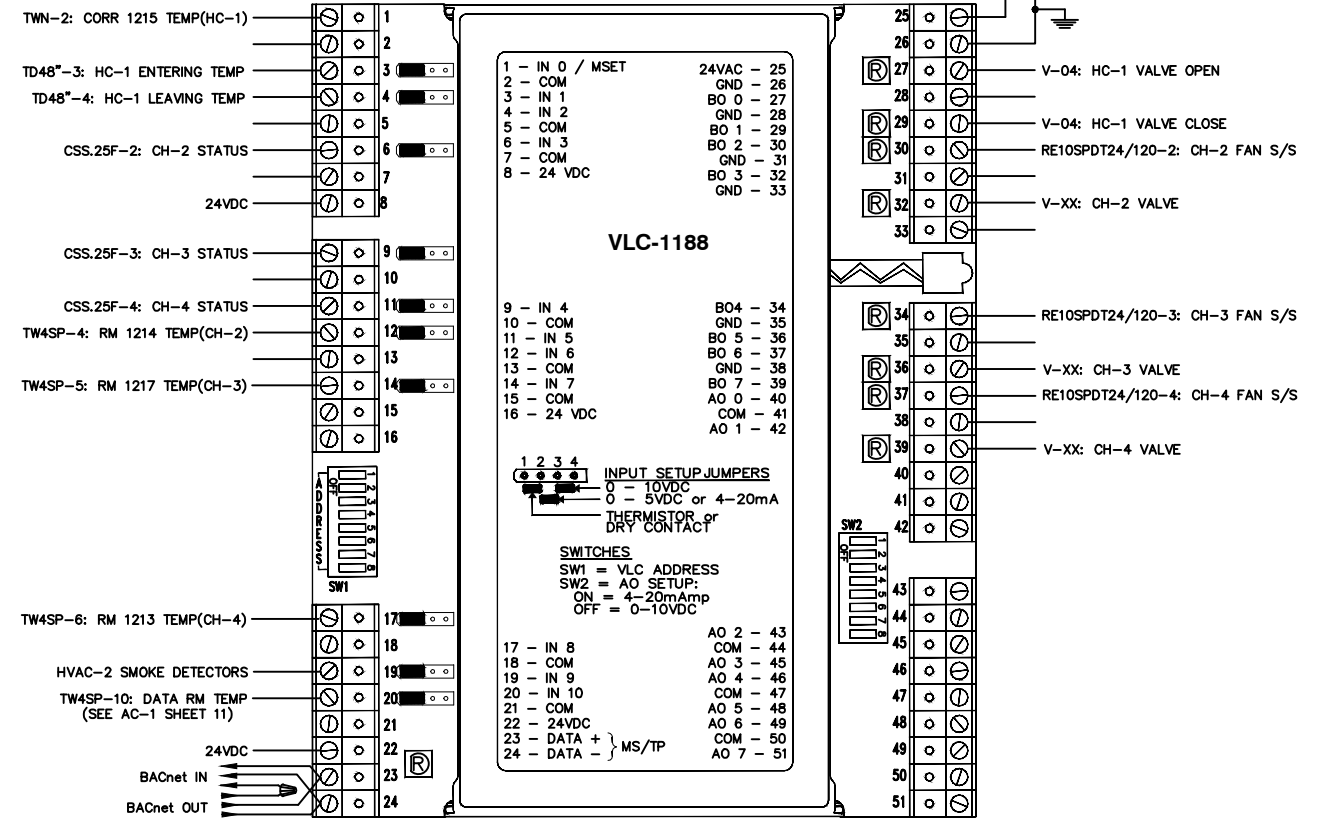 TWN-2: CORR 1215 TEMP(HC-1)
TD48"-3: HC-1 ENTERING TEMP
TD48"-4: HC-1 LEAVING TEMP
CSS.25F-2: CH-2 STATUS
24VDC
1
2
3
4
5
6
7
8
CSS.25F-3: CH-3 STATUS
CSS.25F-4: CH-4 STATUS
TW4SP-4: RM 1214 TEMP(CH-2)
TW4SP-5: RM 1217 TEMP(CH-3)
9
10
11
12
13
14
15
16
ADDRESS
OFF
1
2
3
4
5
6
7
8
SW1
TW4SP-6: RM 1213 TEMP(CH-4)
HVAC-2 SMOKE DETECTORS
TW4SP-10: DATA RM TEMP
(SEE AC-1 SHEET 11)
24VDC
BACnet IN
BACnet OUT
17
18
19
20
21
22
R
23
24
1 - IN 0 / MSET
2 - COM
3 - IN 1
4 - IN 2
5 - COM
6 - IN 3
7 - COM
8 - 24 VDC
24VAC - 25
GND - 26
BO 0 - 27
GND - 28
BO 1 - 29
BO 2 - 30
GND - 31
BO 3 - 32
GND - 33
VLC-1188
9 - IN 4
10 - COM
11 - IN 5
12 - IN 6
13 - COM
14 - IN 7
15 - COM
16 - 24 VDC
BO4 - 34
GND - 35
BO 5 - 36
BO 6 - 37
GND - 38
BO 7 - 39
AO 0 - 40
COM - 41
AO 1 - 42
1 2 3 4
INPUT SETUP JUMPERS
0 - 10VDC
0 - 5VDC or 4-20mA
THERMISTOR or
DRY CONTACT
SWITCHES
SW1 = VLC ADDRESS
SW2 = AO SETUP:
ON = 4-20mAmp
OFF = 0-10VDC
17 - IN 8
18 - COM
19 - IN 9
20 - IN 10
21 - COM
22 - 24VDC
23 - DATA +
24 - DATA -
MS/TP
AO 2 - 43
COM - 44
AO 3 - 45
AO 4 - 46
COM - 47
AO 5 - 48
AO 6 - 49
COM - 50
AO 7 - 51
25
26
R 27
28
R 29
R 30
31
R 32
33
V-04: HC-1 VALVE OPEN
V-04: HC-1 VALVE CLOSE
RE10SPDT24/120-2: CH-2 FAN S/S
V-XX: CH-2 VALVE
R 34
35
R 36
R 37
38
R 39
40
41
42
RE10SPDT24/120-3: CH-3 FAN S/S
V-XX: CH-3 VALVE
RE10SPDT24/120-4: CH-4 FAN S/S
V-XX: CH-4 VALVE
SW2
OFF
1
2
3
4
5
6
7
8
43
44
45
46
47
48
49
50
51